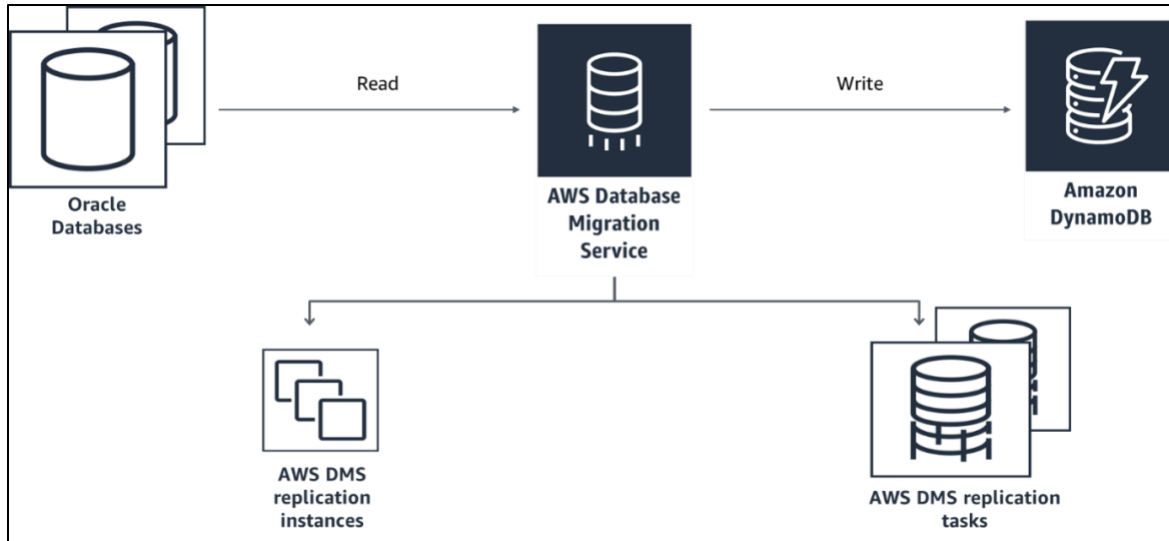 Read
Write
Oracle
Databases
AWS Database
Migration
Service
Amazon
DynamoDB
AWS DMS
replication
instances
AWS DMS replication
tasks